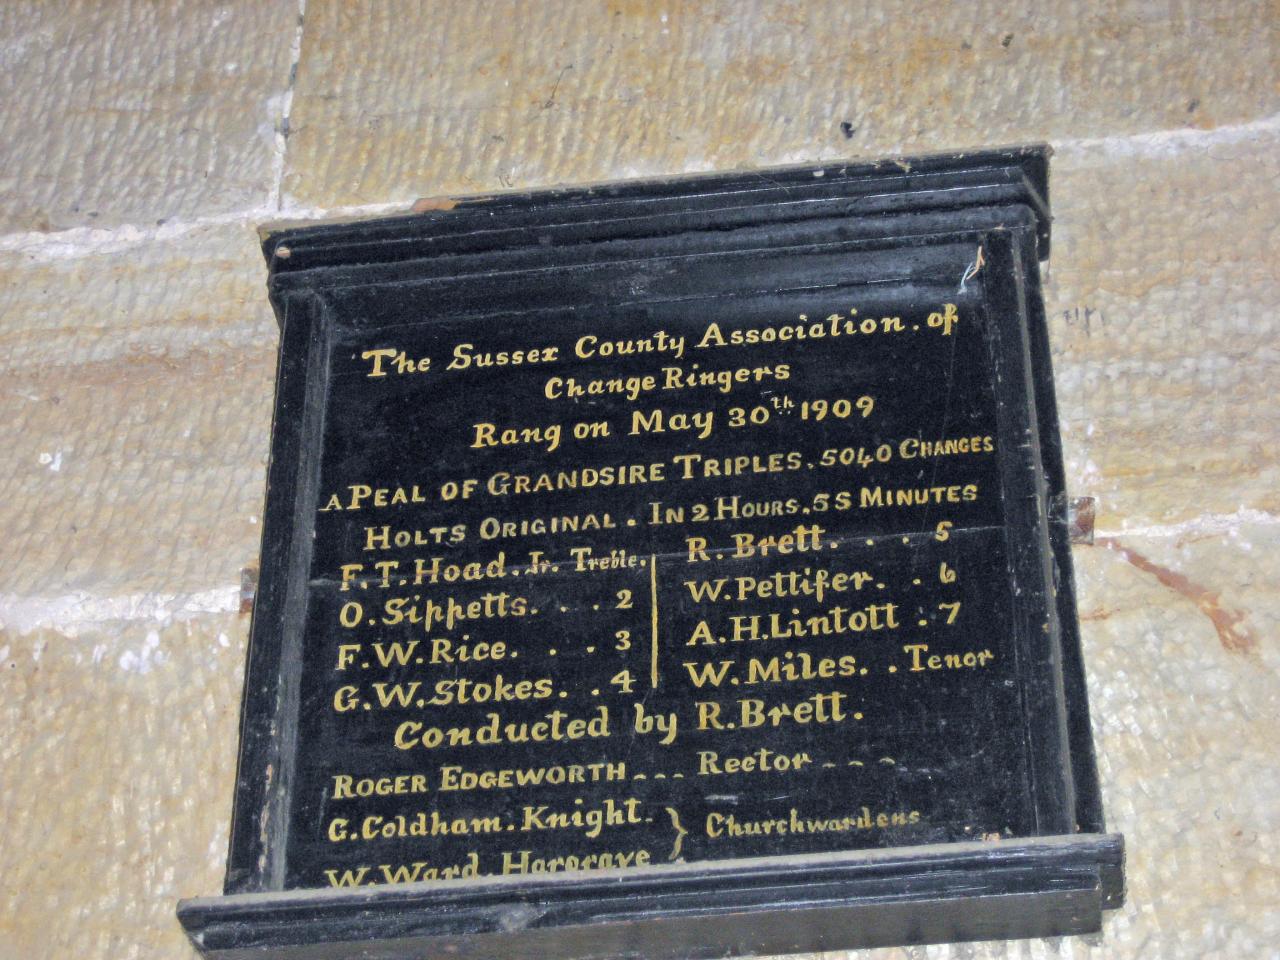 The Sussex County Association. of
Change Ringers
Rang on May 30th 1909
A PEAL OF GRANDSIRE TRIPLES. 5040 CHANGES
HOLTS ORIGINAL. IN 2 HOURS. 55 MINUTES
F. T. Hoad. Jr. Treble.
O. Sippetts. . . 2
F. W. Rice. . . 3
G. W. Stokes. . 4
R. Brett. . . . 5
W. Pettifer. . 6
A. H. Lintott . 7
W. Miles. . Tenor
Conducted by R. Brett.
ROGER EDGEWORTH - - - Rector - - -
G. Coldham. Knight. } Churchwardens
W. Ward. Hargrave